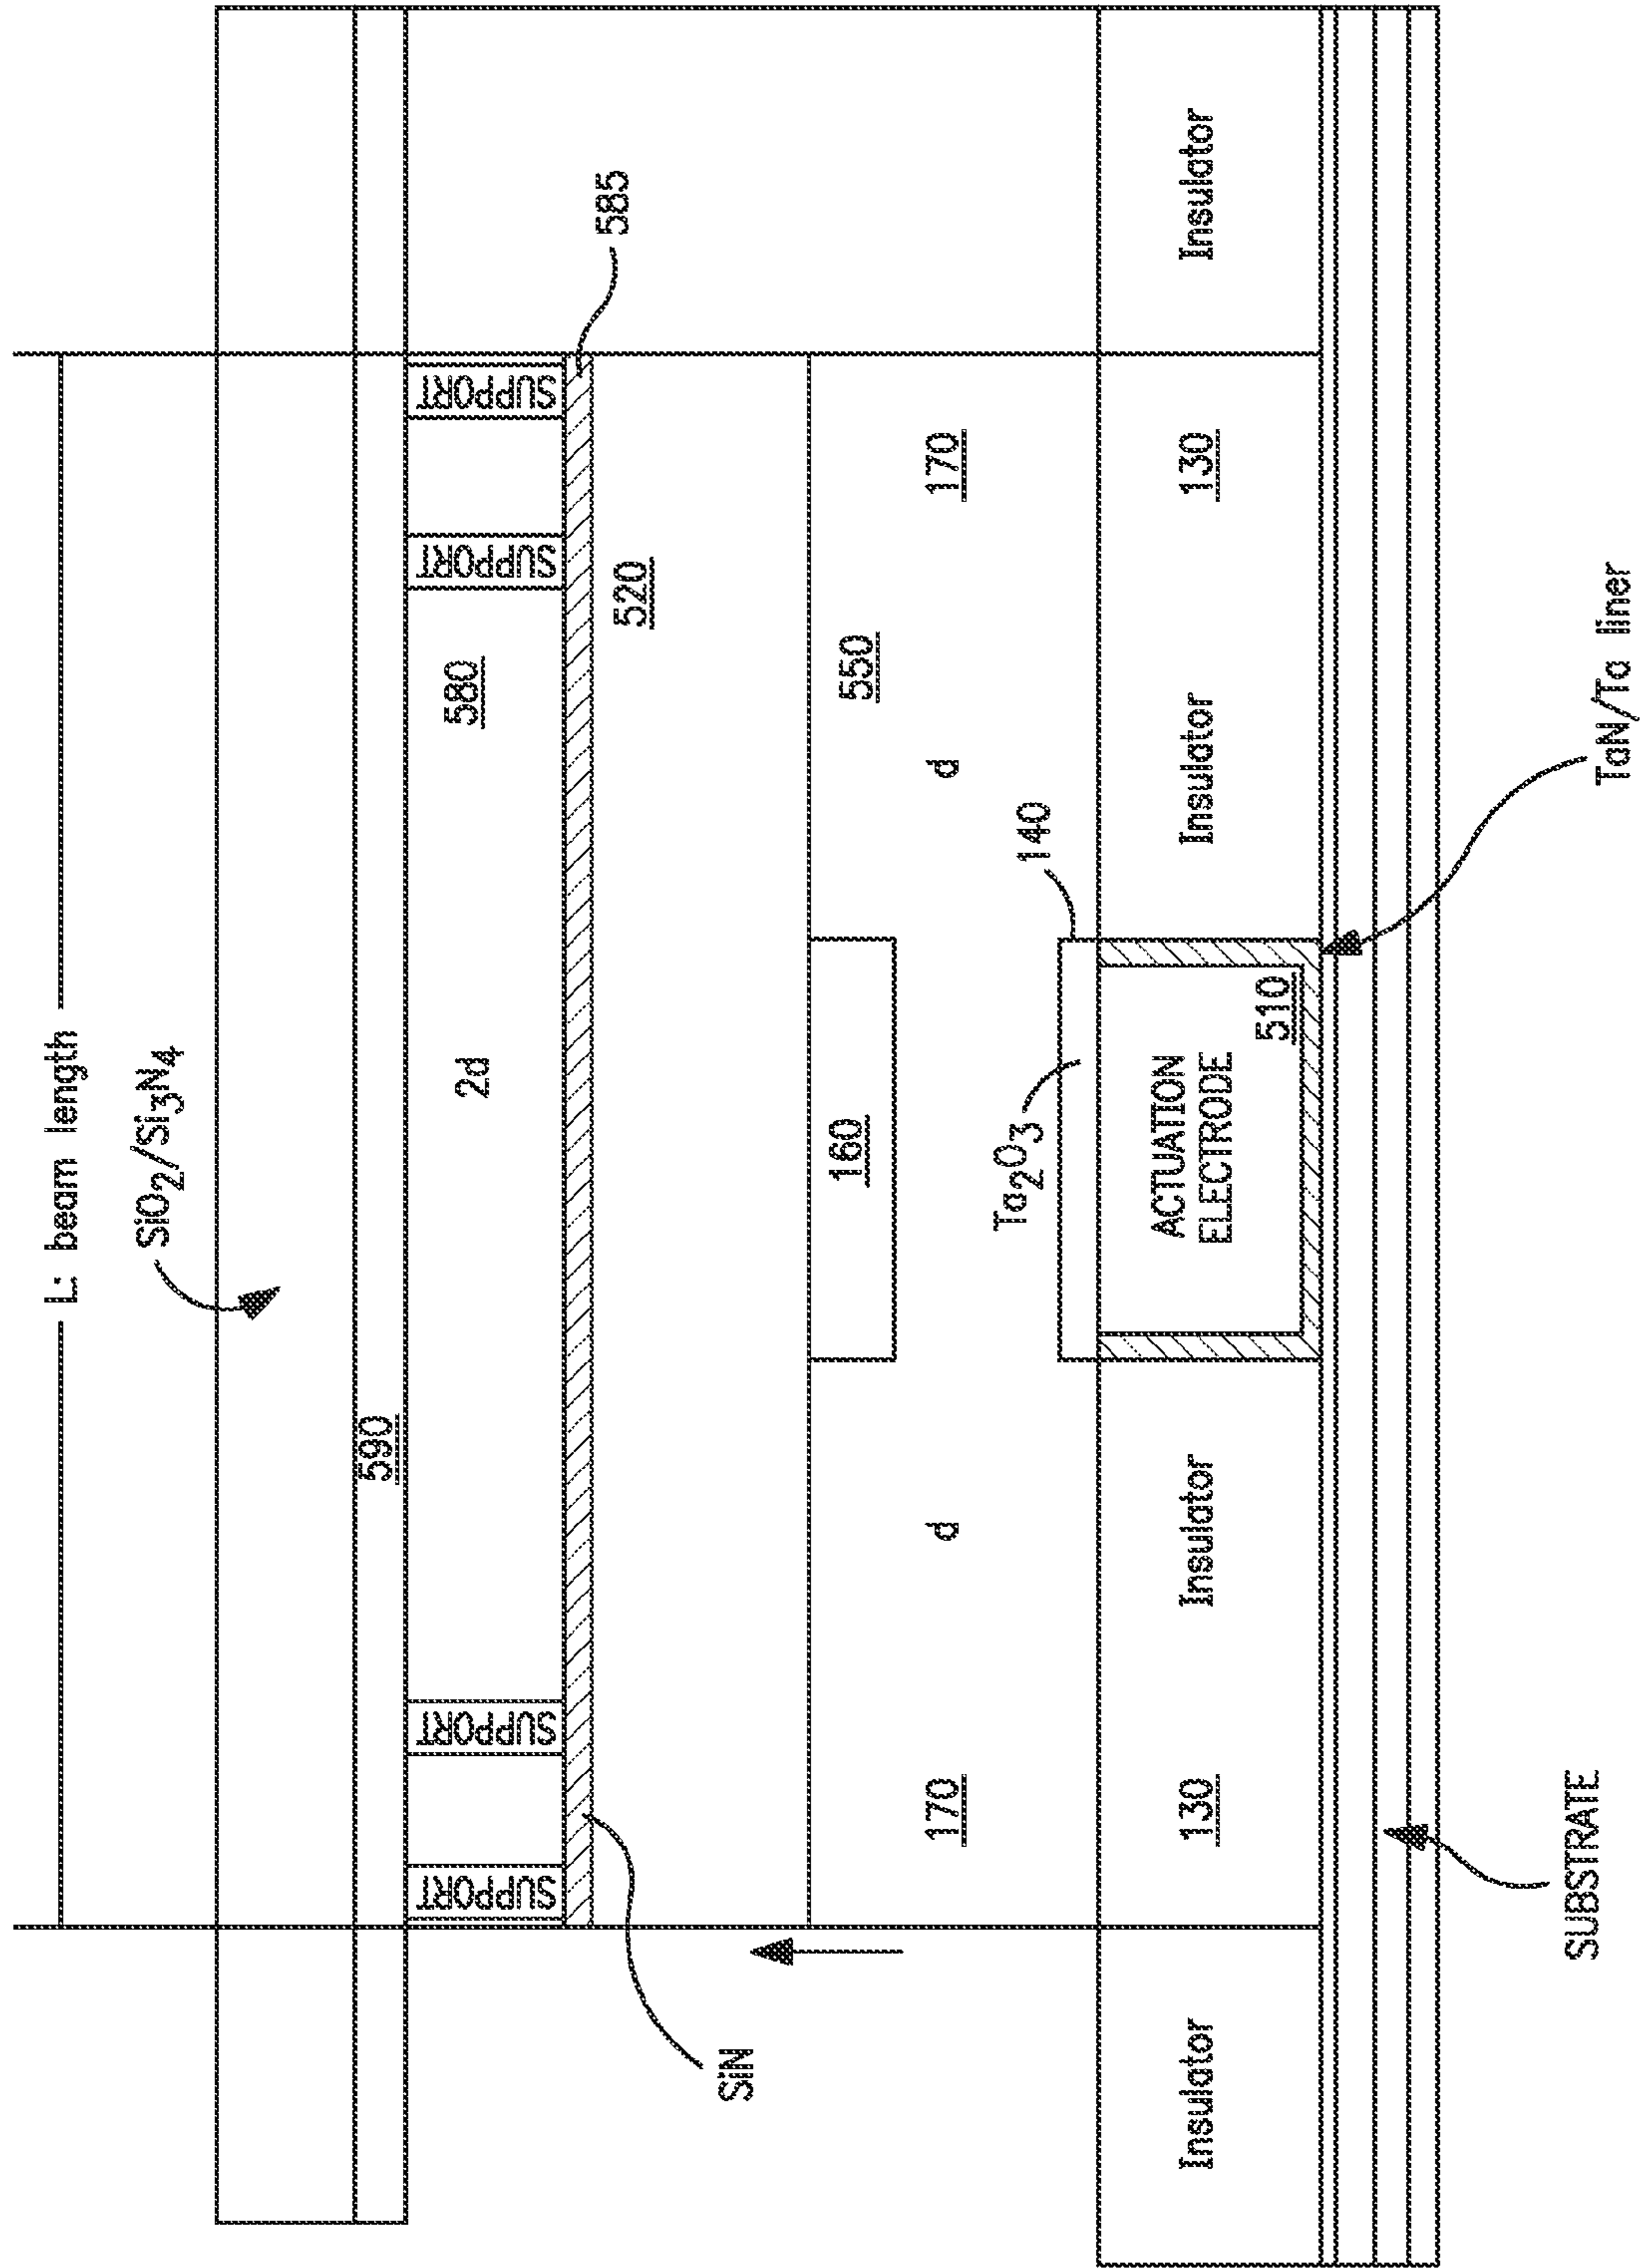 L: beam length
SiO2/Si3N4
590
2d
580
SUPPORT
SUPPORT
SUPPORT
SUPPORT
SiN
585
520
160
550
170
d
d
170
Ta2O3
140
Insulator
130
Insulator
ACTUATION
ELECTRODE
510
Insulator
130
Insulator
SUBSTRATE
TaN/Ta liner